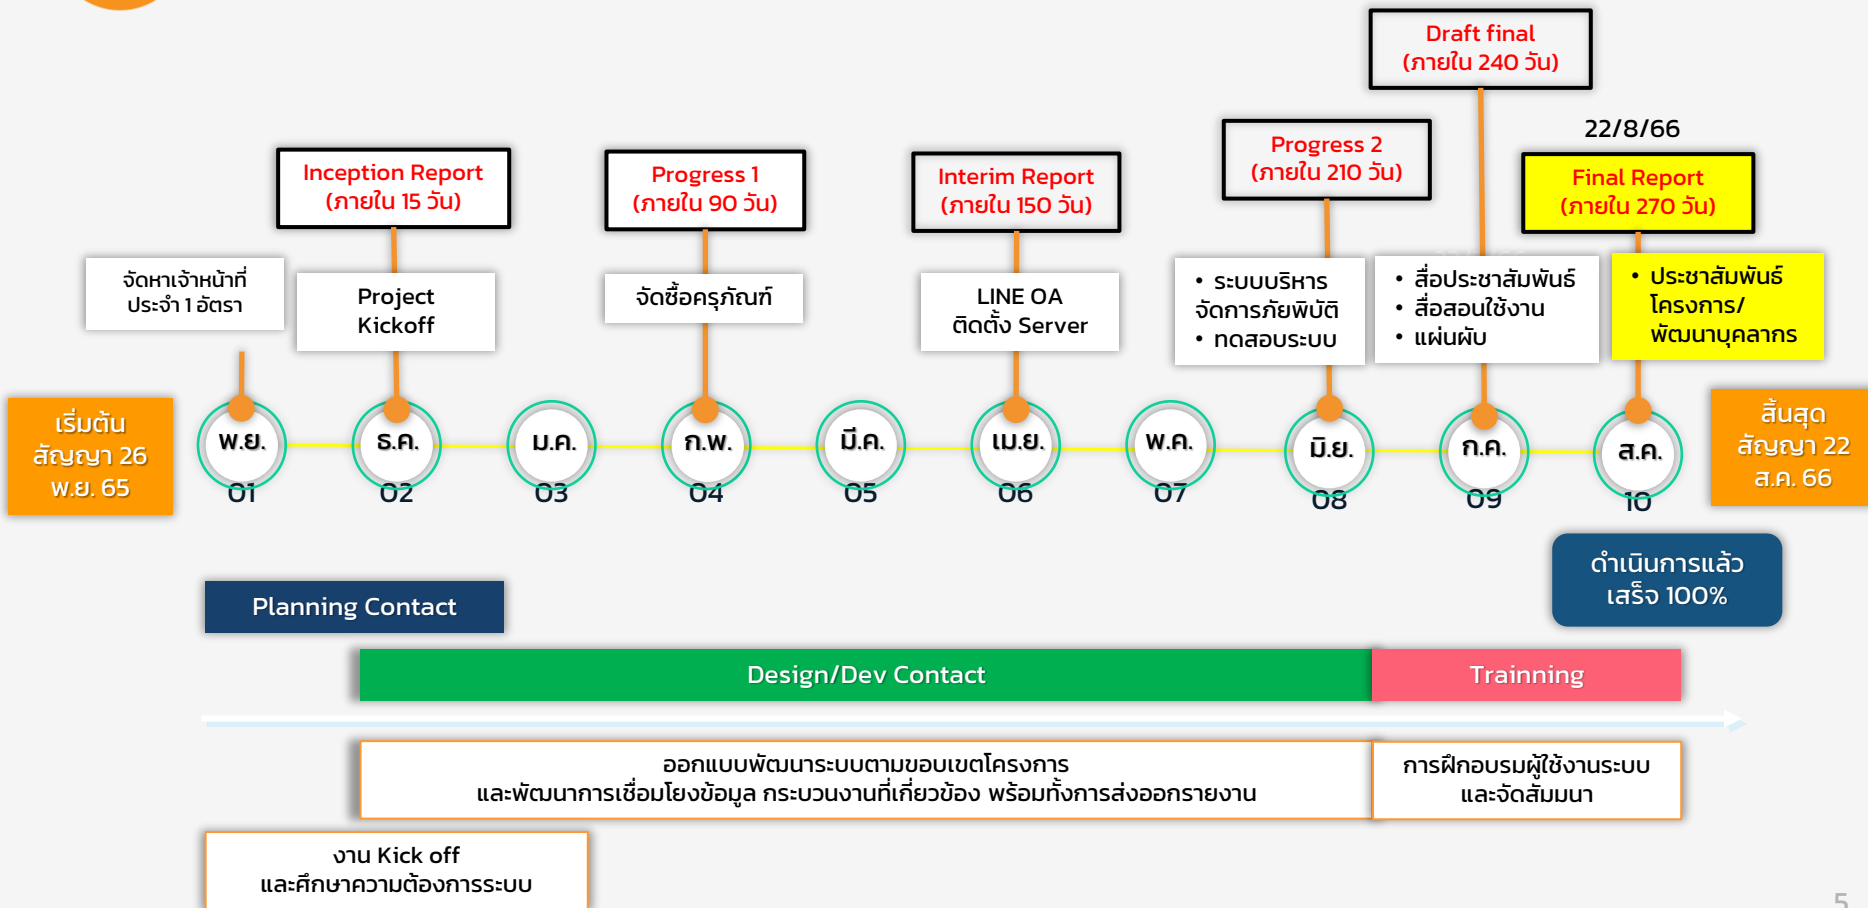 Draft final
(ภายใน 240 วัน)
22/8/66
Inception Report
(ภายใน 15 วัน)
Progress 1
(ภายใน 90 วัน)
Interim Report
(ภายใน 150 วัน)
Progress 2
(ภายใน 210 วัน)
Final Report
(ภายใน 270 วัน)
จัดหาเจ้าหน้าที่
ประจำ 1 อัตรา
Project
Kickoff
จัดซื้อครุภัณฑ์
LINE OA
ติดตั้ง Server
• ระบบบริหาร
จัดการภัยพิบัติ
• ทดสอบระบบ
• สื่อประชาสัมพันธ์
• สื่อสอนใช้งาน
• แผ่นผับ
• ประชาสัมพันธ์
โครงการ/
พัฒนาบุคลากร
เริ่มต้น
สัญญา 26
พ.ย. 65
พ.ย.
01
ธ.ค.
02
ม.ค.
03
ก.พ.
04
มี.ค.
05
เม.ย.
06
พ.ค.
07
มิ.ย.
08
ก.ค.
09
ส.ค.
10
สิ้นสุด
สัญญา 22
ส.ค. 66
ดำเนินการแล้ว
เสร็จ 100%
Planning Contact
Design/Dev Contact
Trainning
ออกแบบพัฒนาระบบตามขอบเขตโครงการ
และพัฒนาการเชื่อมโยงข้อมูล กระบวนงานที่เกี่ยวข้อง พร้อมทั้งการส่งออกรายงาน
การฝึกอบรมผู้ใช้งานระบบ
และจัดสัมมนา
งาน Kick off
และศึกษาความต้องการระบบ
5